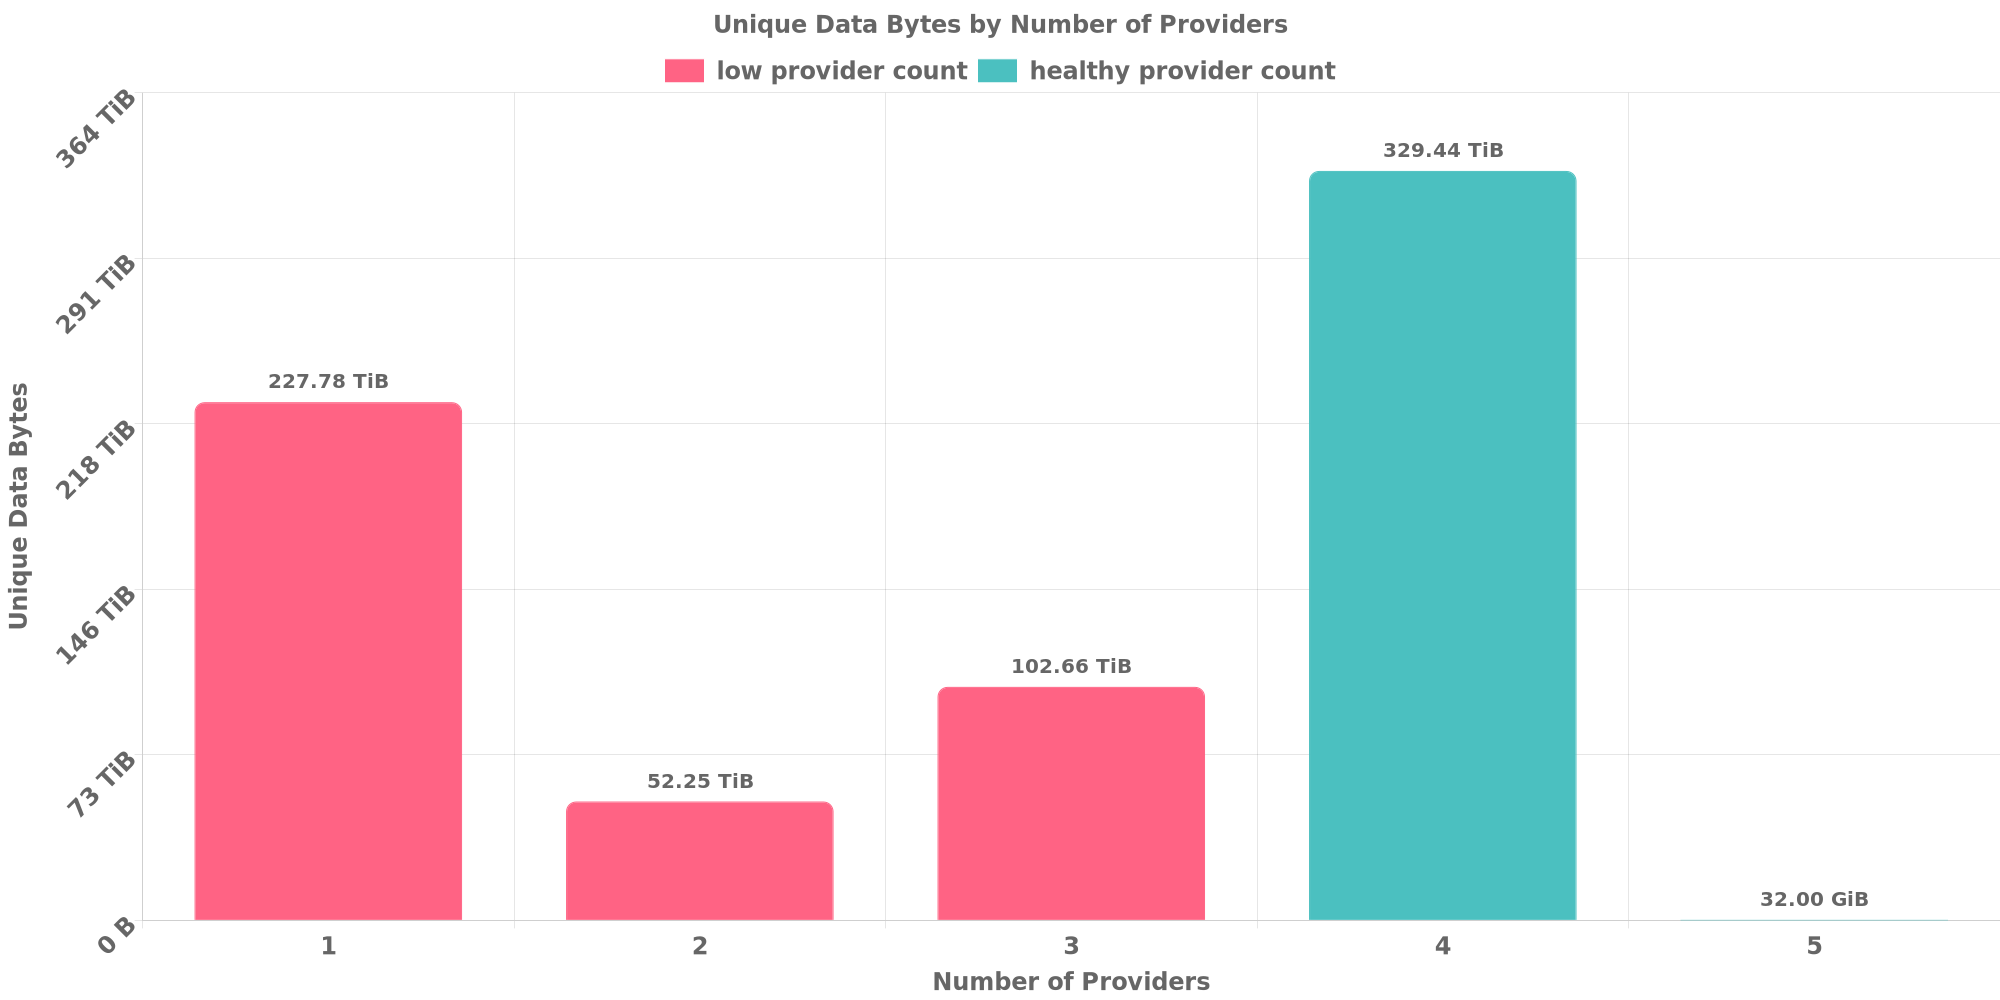 Unique Data Bytes by Number of Providers
low provider count healthy provider count
364 TiB
291 TiB
218 TiB
146 TiB
73 TiB
0 B
Unique Data Bytes
227.78 TiB
52.25 TiB
102.66 TiB
329.44 TiB
32.00 GiB
1 2 3 4 5
Number of Providers